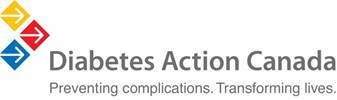 Diabetes Action Canada
Preventing complications. Transforming lives.